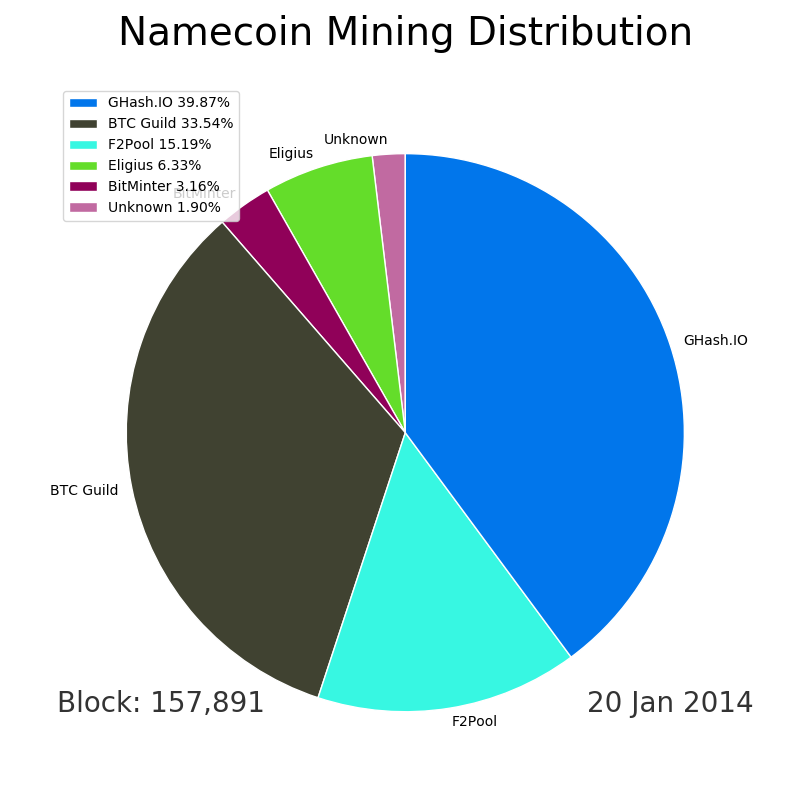 Namecoin Mining Distribution
GHash.IO 39.87%
BTC Guild 33.54%
F2Pool 15.19%
Eligius 6.33%
BitMinter 3.16%
Unknown 1.90%
Unknown
Eligius
BitMinter
GHash.IO
BTC Guild
F2Pool
Block: 157,891
20 Jan 2014